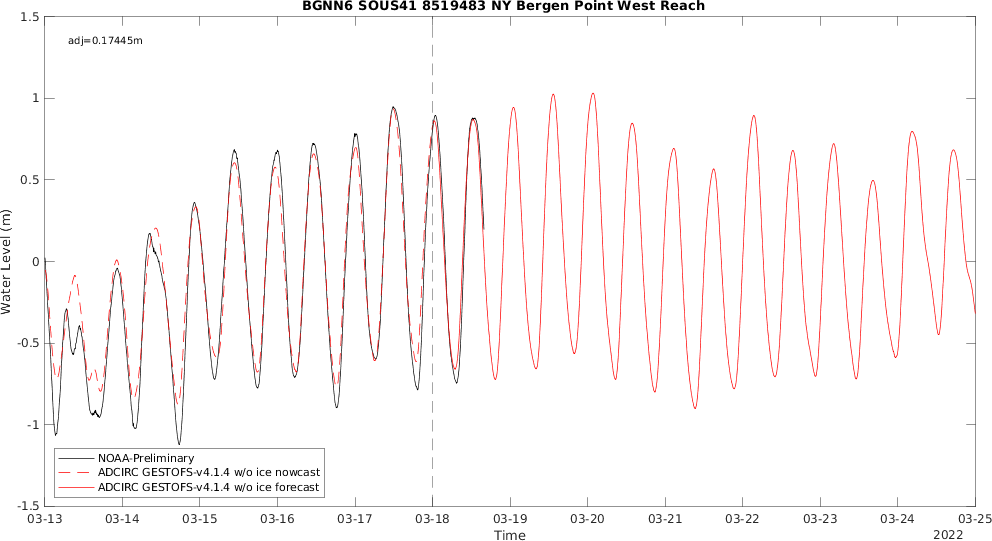 BGNN6 SOUS41 8519483 NY Bergen Point West Reach
adj=0.17445m
1.5
1
0.5
0
-0.5
-1
-1.5
Water Level (m)
NOAA-Preliminary
ADCIRC GESTOFS-v4.1.4 w/o ice nowcast
ADCIRC GESTOFS-v4.1.4 w/o ice forecast
03-13 03-14 03-15 03-16 03-17 03-18 03-19 03-20 03-21 03-22 03-23 03-24 03-25
Time
2022